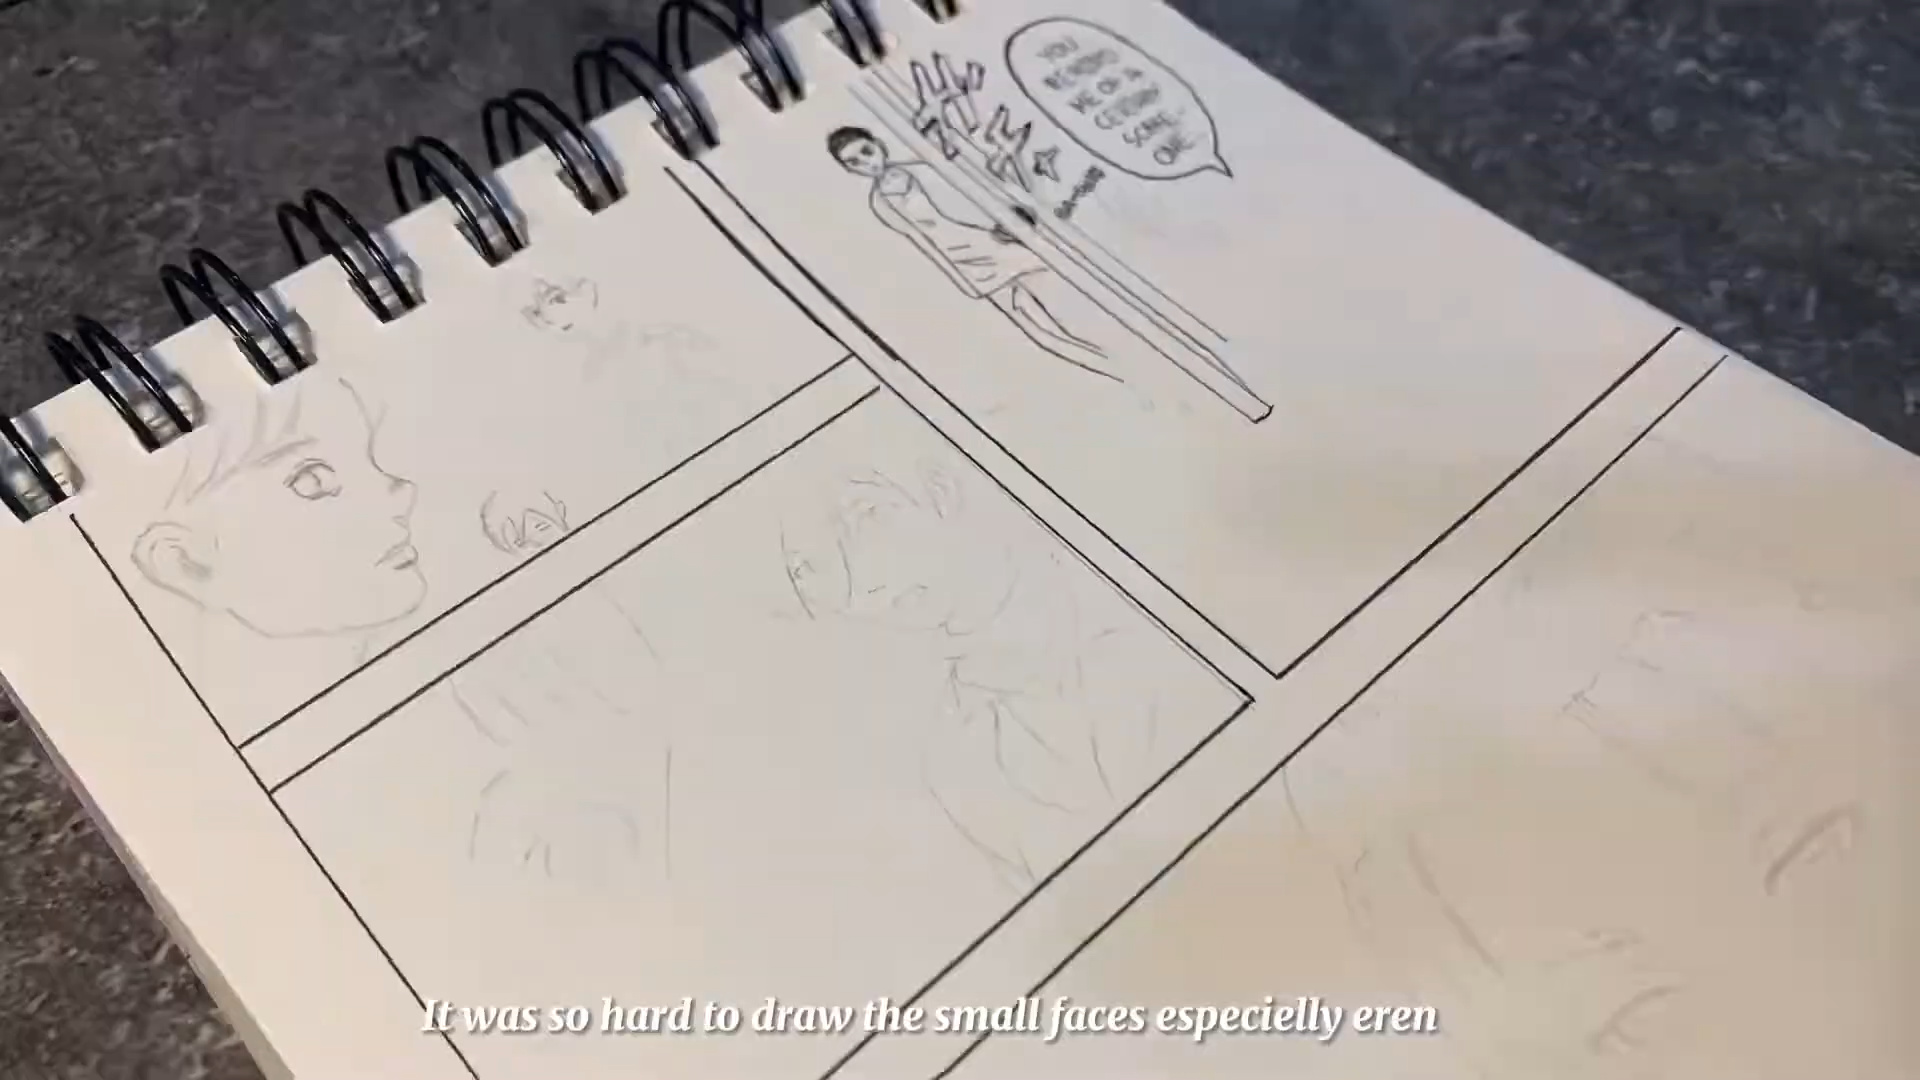 YOU
REMIND
ME OF A
CERTAIN
SOME-
ONE
It was so hard to draw the small faces especielly eren